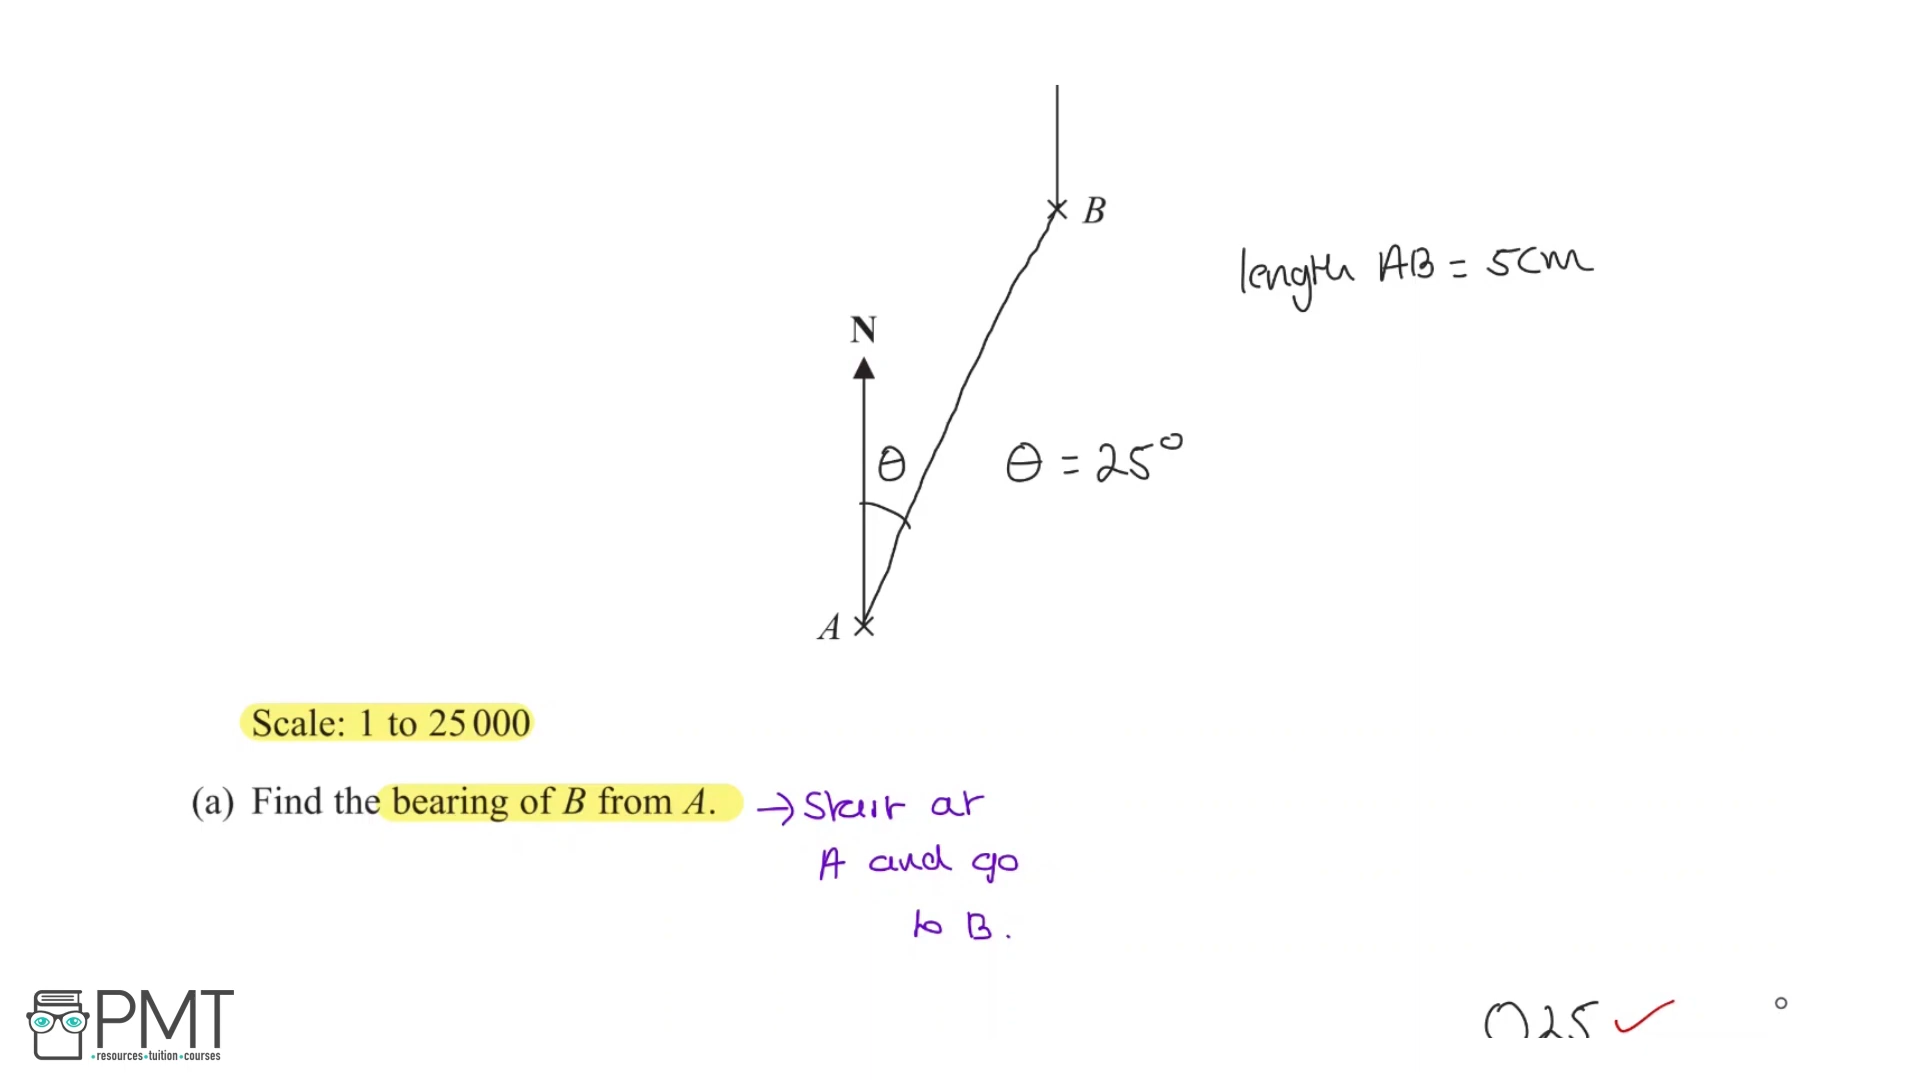 B
length AB = 5cm
N
θ
θ = 25°
A
Scale: 1 to 25 000
(a) Find the bearing of B from A.
→ Start at
A and go
to B.
025 °
PMT
resources•tuition•courses